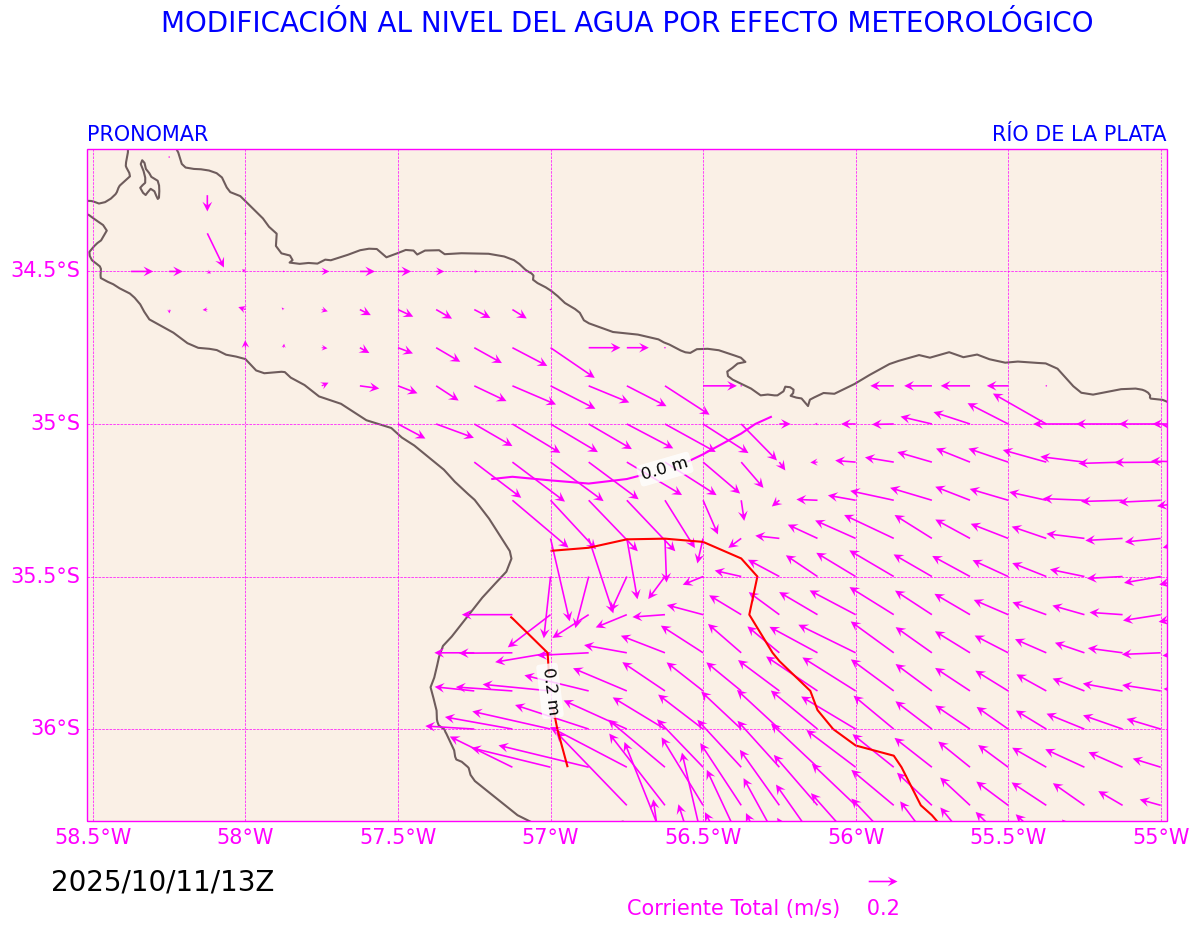 MODIFICACIÓN AL NIVEL DEL AGUA POR EFECTO METEOROLÓGICO
PRONOMAR
RÍO DE LA PLATA
34.5°S
35°S
0.0 m
35.5°S
0.2 m
36°S
58.5°W 58°W 57.5°W 57°W 56.5°W 56°W 55.5°W 55°W
2025/10/11/13Z
Corriente Total (m/s) 0.2